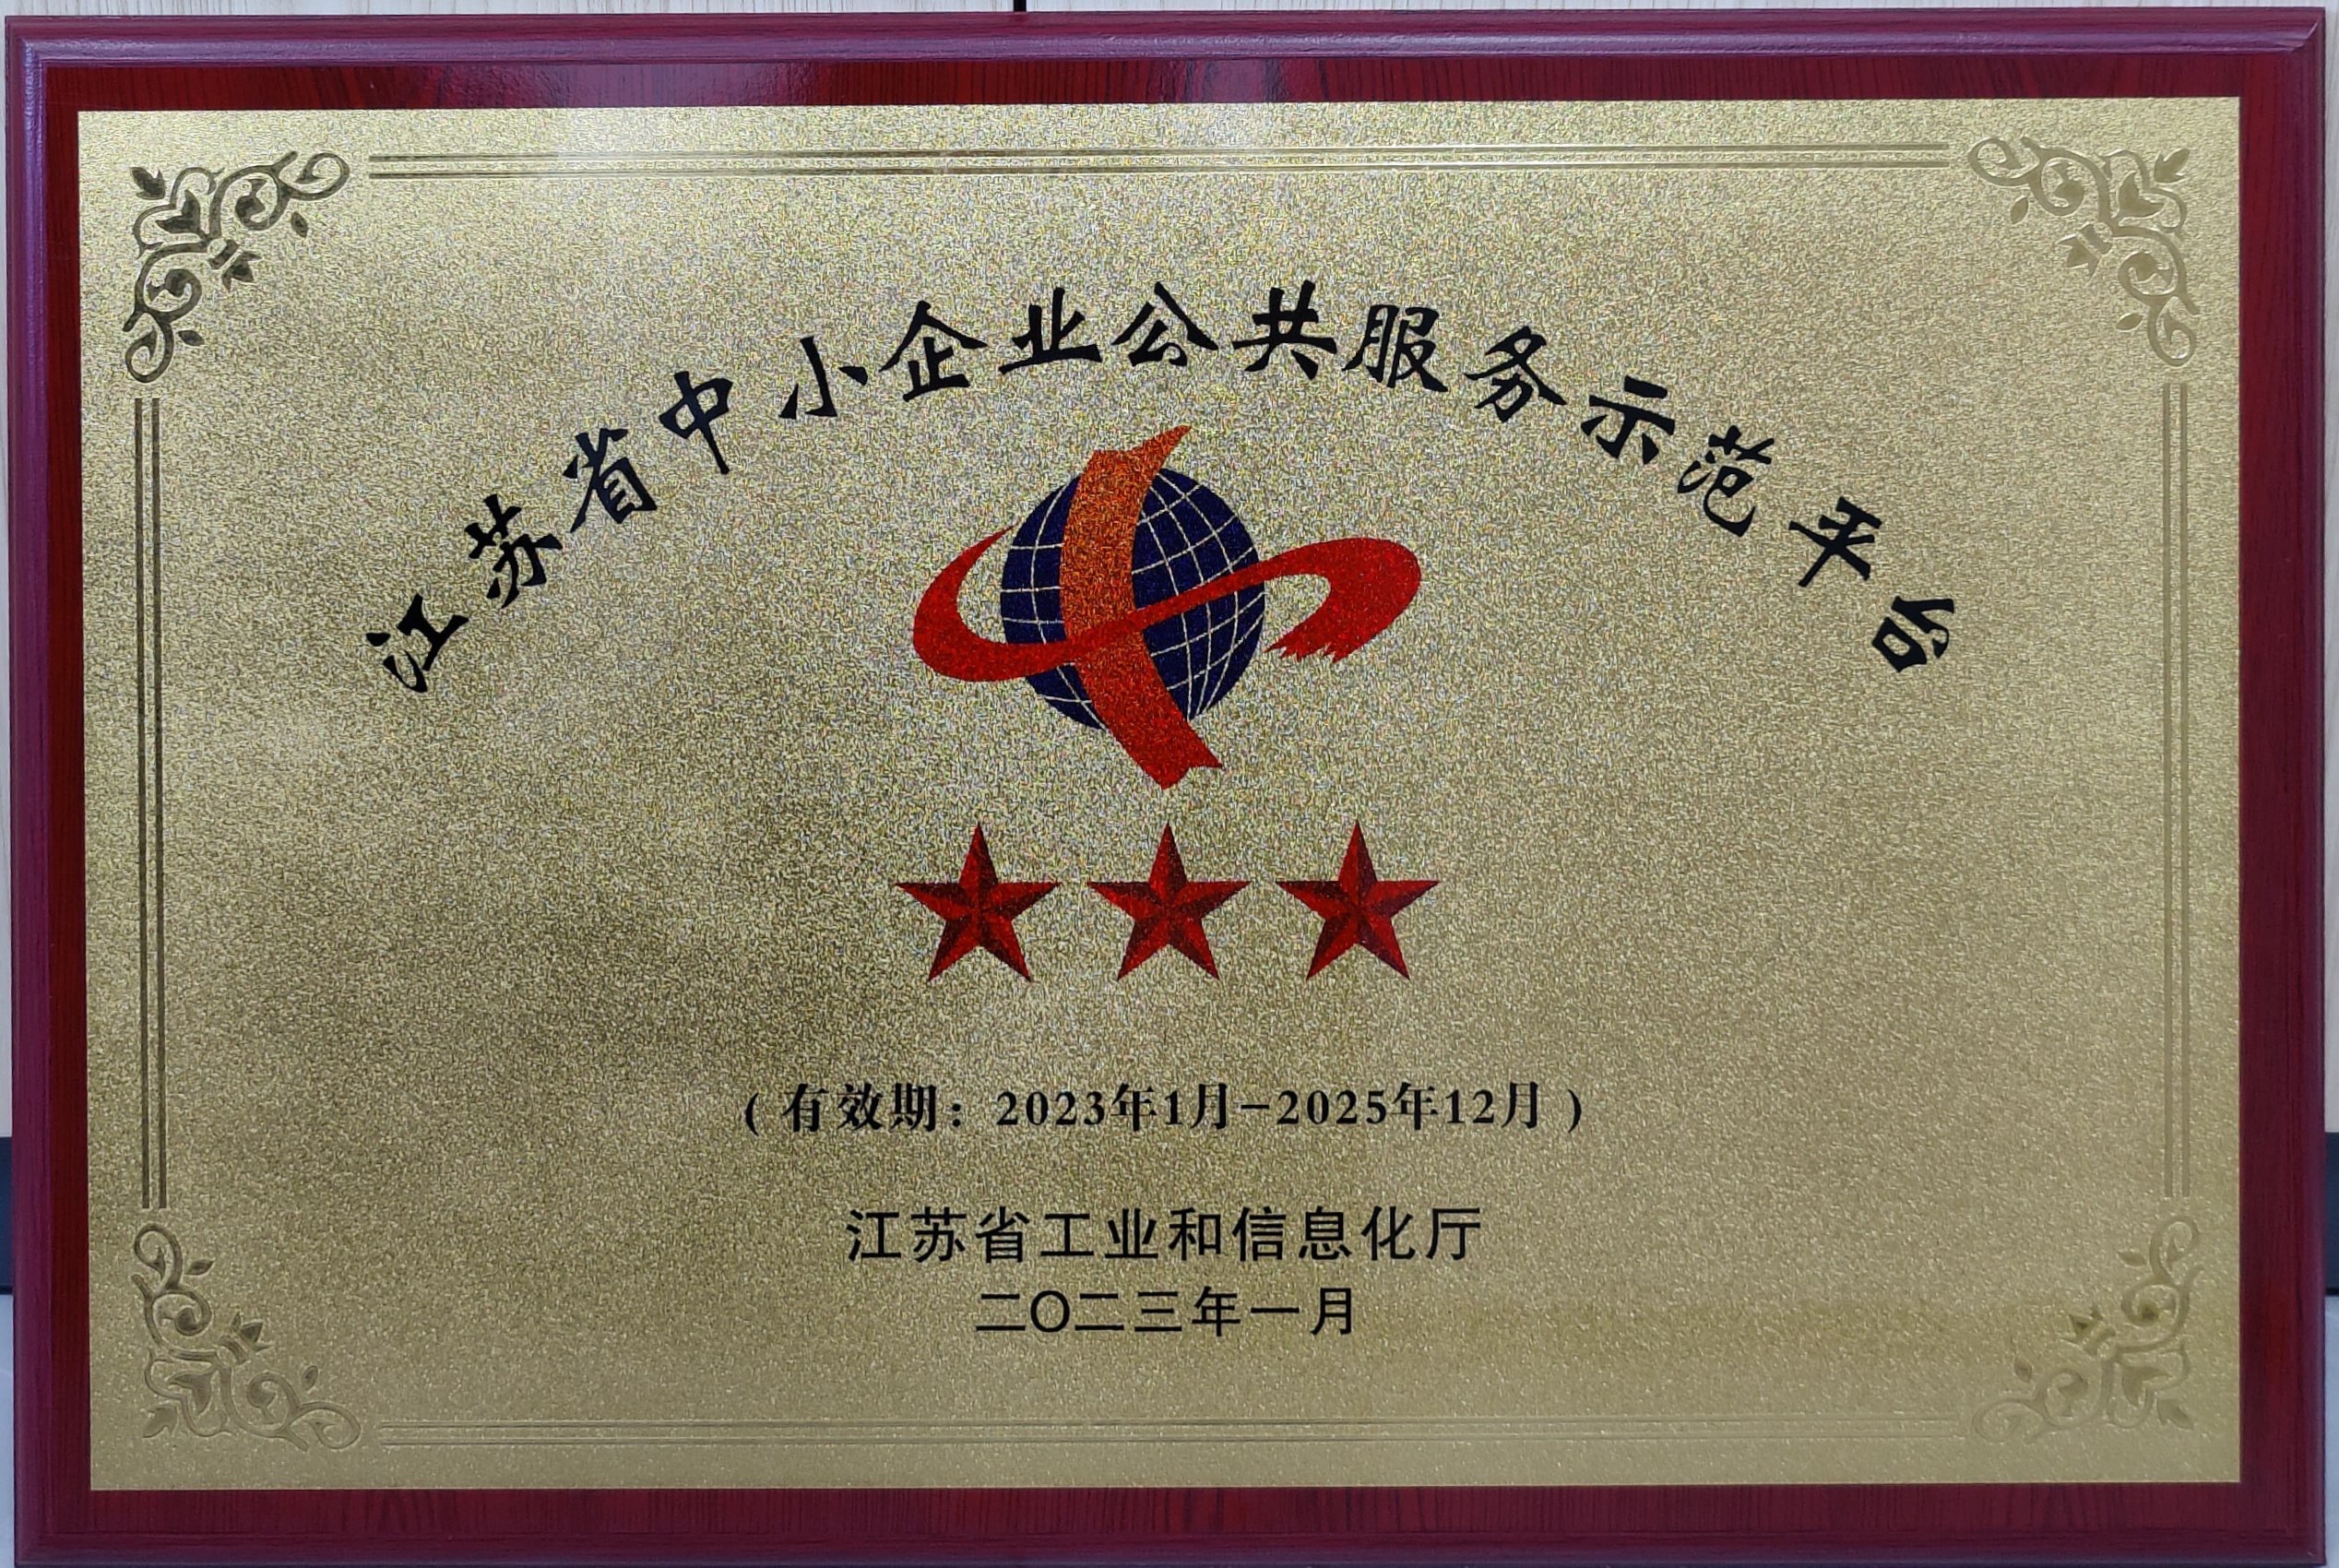 江苏省中小企业公共服务示范平台
（有效期：2023年1月-2025年12月）
江苏省工业和信息化厅
二〇二三年一月